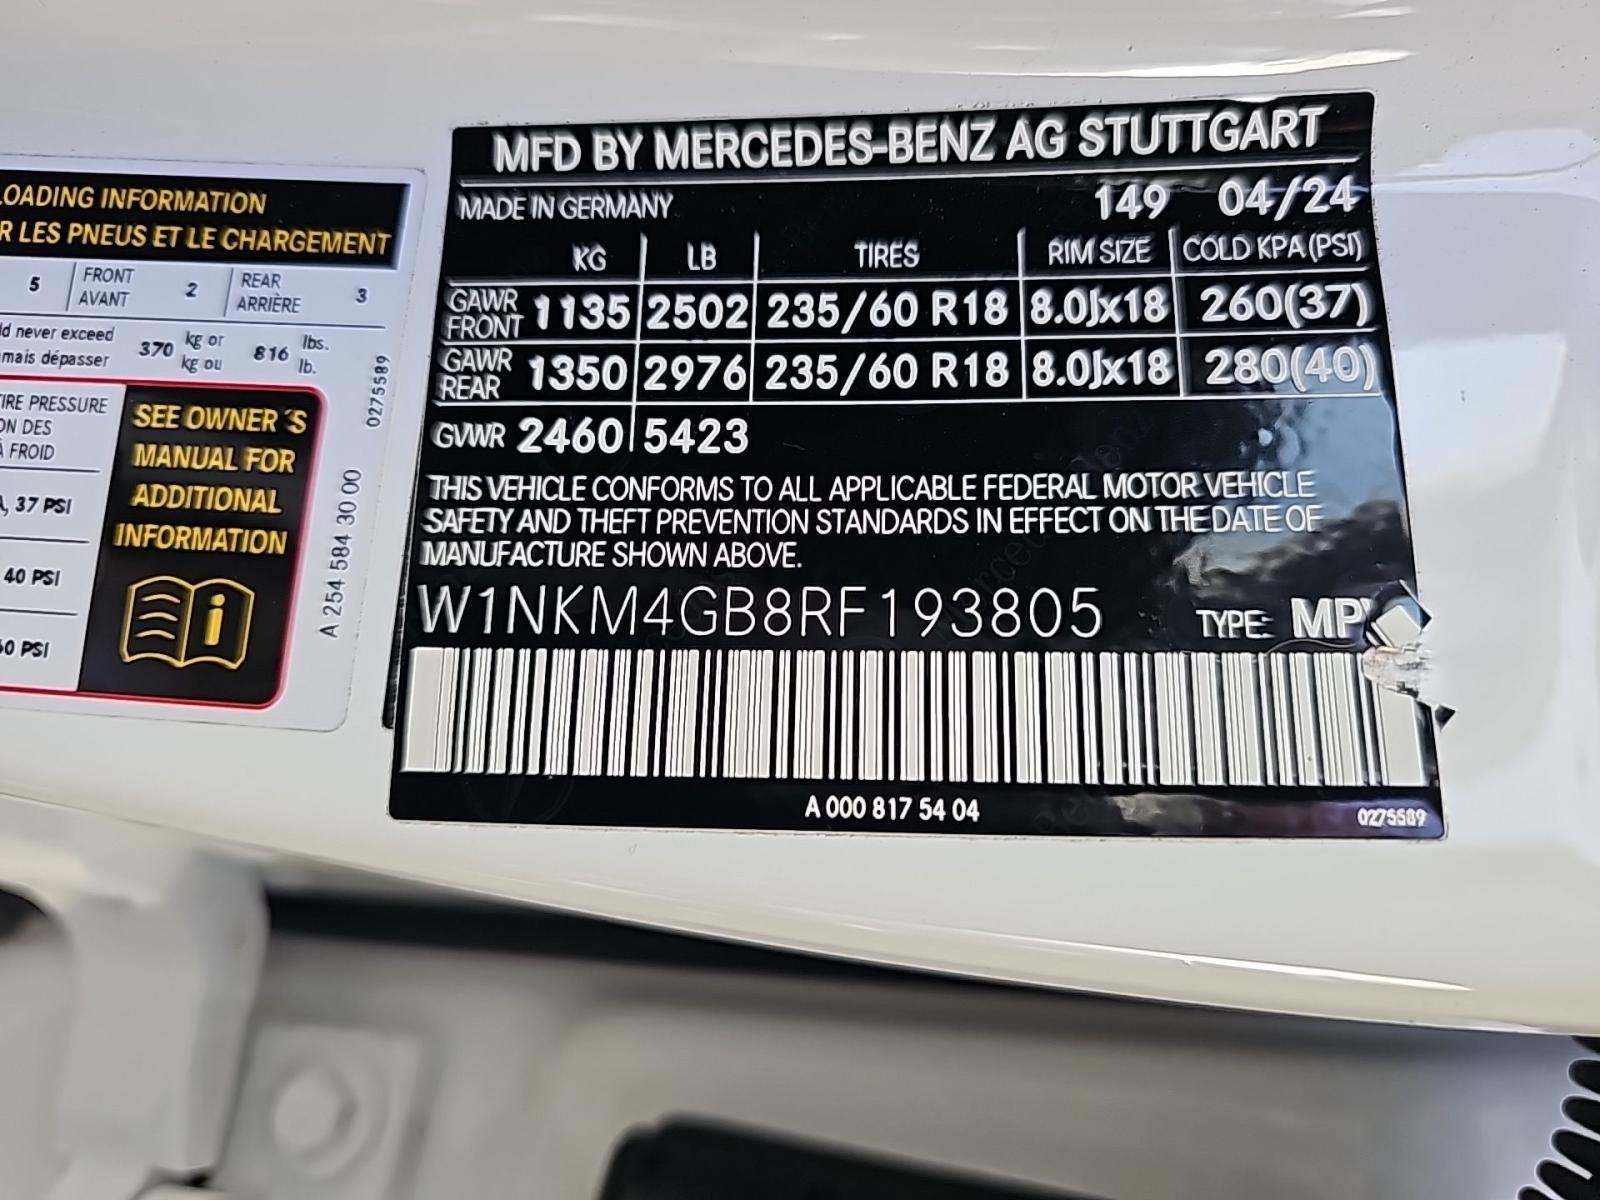 LOADING INFORMATION
R LES PNEUS ET LE CHARGEMENT
5 FRONT AVANT 2 REAR ARRIÈRE 3
ld never exceed
mais dépasser 370 kg or kg ou 816 lbs. lb.
TIRE PRESSURE
ON DES
À FROID
, 37 PSI
40 PSI
60 PSI
SEE OWNER´S
MANUAL FOR
ADDITIONAL
INFORMATION
i
A 254 584 30 00
0275589
MFD BY MERCEDES-BENZ AG STUTTGART
MADE IN GERMANY 149 04/24
KG LB TIRES RIM SIZE COLD KPA(PSI)
GAWR FRONT 1135 2502 235/60 R18 8.0Jx18 260(37)
GAWR REAR 1350 2976 235/60 R18 8.0Jx18 280(40)
GVWR 2460 5423
THIS VEHICLE CONFORMS TO ALL APPLICABLE FEDERAL MOTOR VEHICLE
SAFETY AND THEFT PREVENTION STANDARDS IN EFFECT ON THE DATE OF
MANUFACTURE SHOWN ABOVE.
W1NKM4GB8RF193805 TYPE: MPV
A 000 817 54 04
0275589